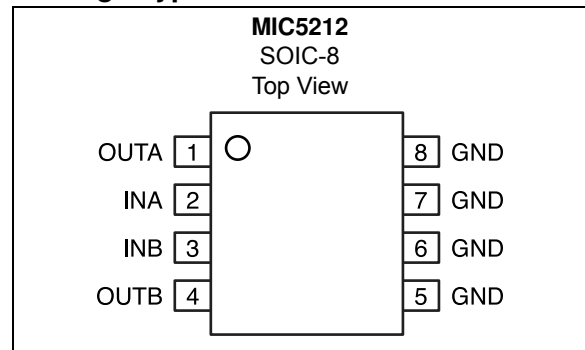 MIC5212
SOIC-8
Top View
OUTA 1 8 GND
INA 2 7 GND
INB 3 6 GND
OUTB 4 5 GND